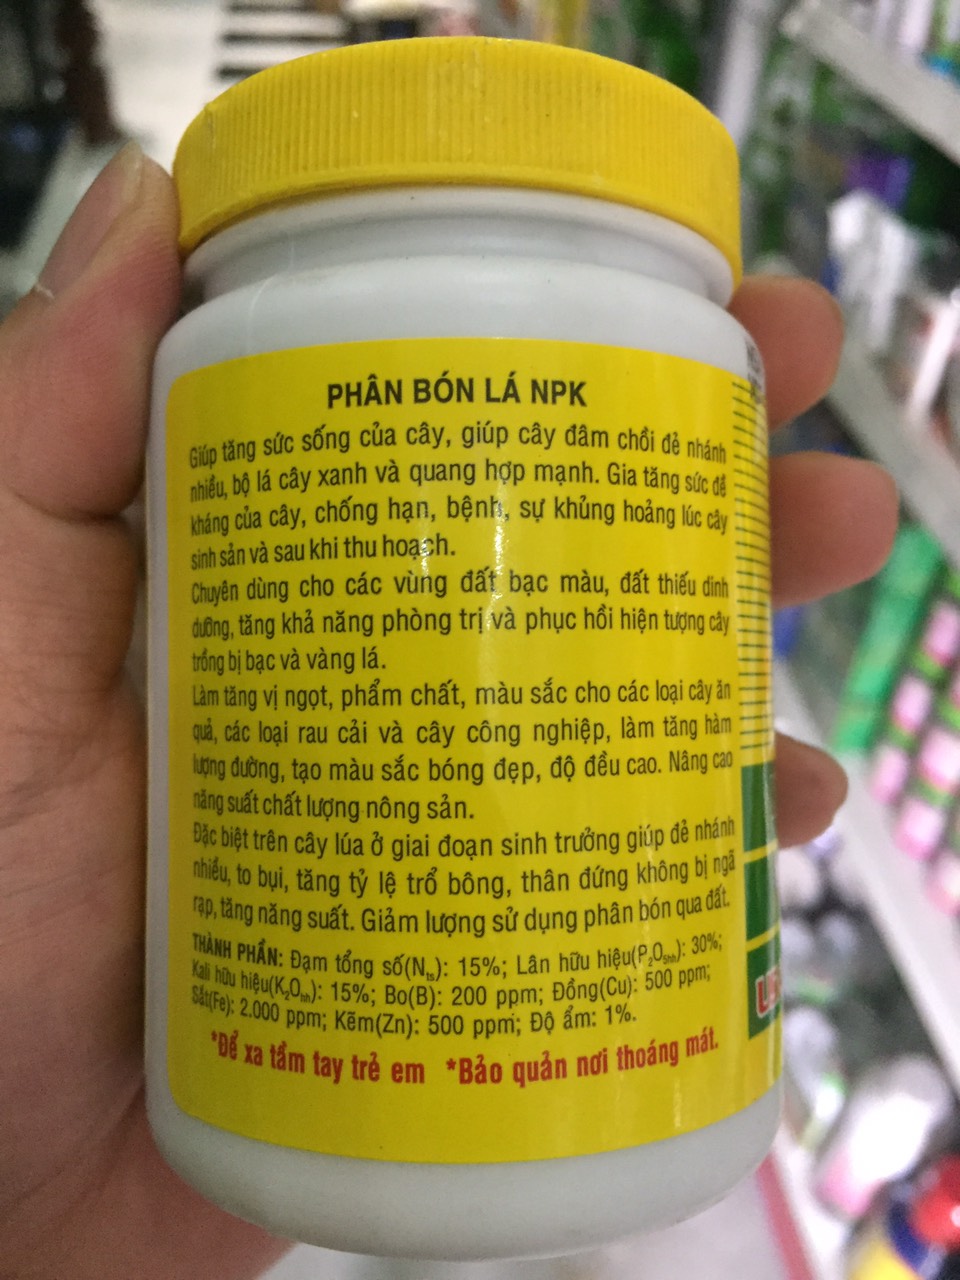 PHÂN BÓN LÁ NPK
Giúp tăng sức sống của cây, giúp cây đâm chồi đẻ nhánh
nhiều, bộ lá cây xanh và quang hợp mạnh. Gia tăng sức đề
kháng của cây, chống hạn, bệnh, sự khủng hoảng lúc cây
sinh sản và sau khi thu hoạch.
Chuyên dùng cho các vùng đất bạc màu, đất thiếu dinh
dưỡng, tăng khả năng phòng trị và phục hồi hiện tượng cây
trồng bị bạc và vàng lá.
Làm tăng vị ngọt, phẩm chất, màu sắc cho các loại cây ăn
quả, các loại rau cải và cây công nghiệp, làm tăng hàm
lượng đường, tạo màu sắc bóng đẹp, độ đều cao. Nâng cao
năng suất chất lượng nông sản.
Đặc biệt trên cây lúa ở giai đoạn sinh trưởng giúp đẻ nhánh
nhiều, to bụi, tăng tỷ lệ trổ bông, thân đứng không bị ngã
rạp, tăng năng suất. Giảm lượng sử dụng phân bón qua đất.
THÀNH PHẦN: Đạm tổng số(Nts): 15%; Lân hữu hiệu(P2O5hh): 30%;
Kali hữu hiệu(K2Ohh): 15%; Bo(B): 200 ppm; Đồng(Cu): 500 ppm;
Sắt(Fe): 2.000 ppm; Kẽm(Zn): 500 ppm; Độ ẩm: 1%.
*Để xa tầm tay trẻ em *Bảo quản nơi thoáng mát.